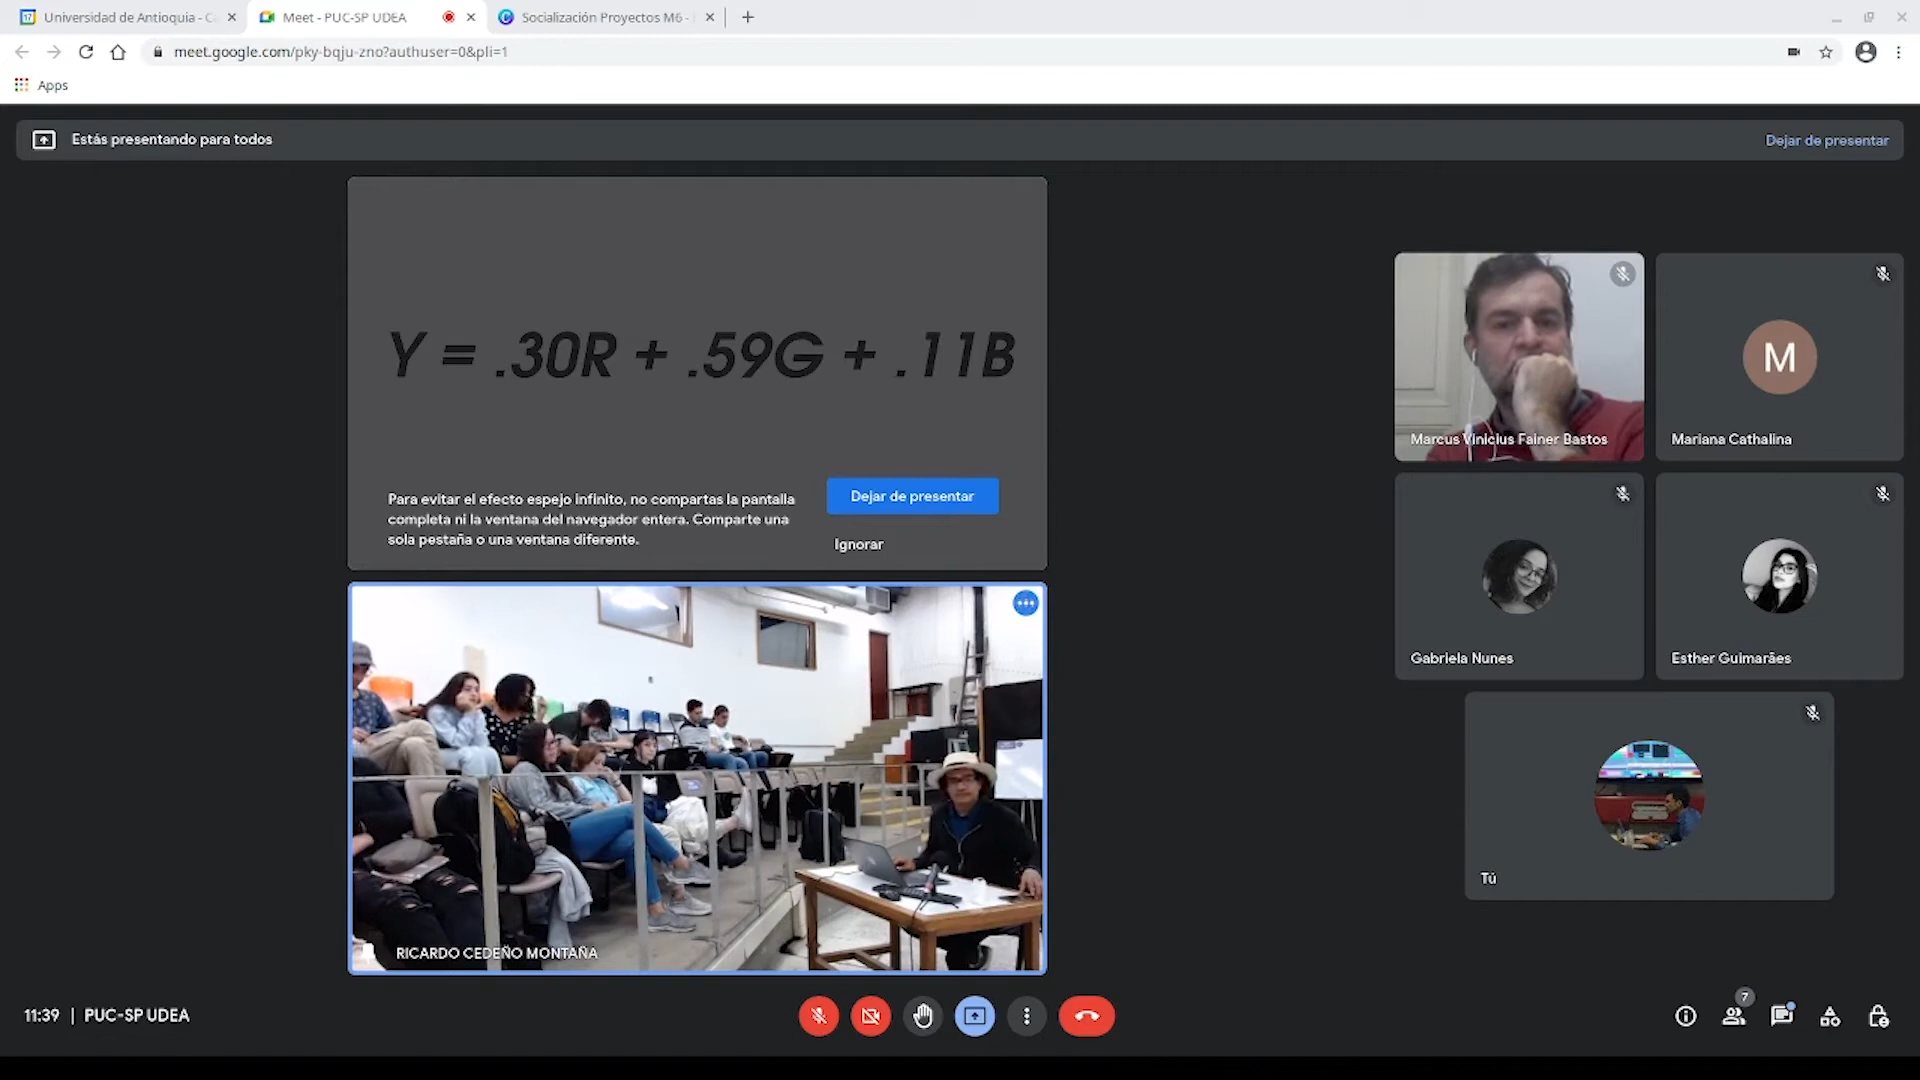 Universidad de Antioquia - C
Meet - PUC-SP UDEA
Socialización Proyectos M6 -
meet.google.com/pky-bqju-zno?authuser=0&pli=1
Apps
Estás presentando para todos
Dejar de presentar
Y = .30R + .59G + .11B
Para evitar el efecto espejo infinito, no compartas la pantalla
completa ni la ventana del navegador entera. Comparte una
sola pestaña o una ventana diferente.
Dejar de presentar
Ignorar
Marcus Vinicius Fainer Bastos
Mariana Cathalina
M
Gabriela Nunes
Esther Guimarães
Tú
RICARDO CEDEÑO MONTAÑA
11:39 | PUC-SP UDEA
7